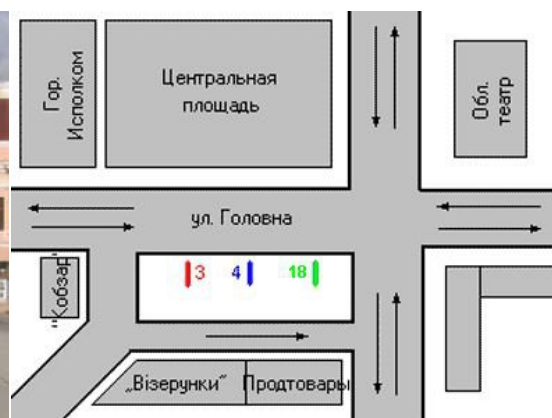 Гор.
Исполком
Центральная
площадь
Обл.
театр
ул. Головна
"Кобзар"
3
4
18
„Візерунки“
Продтовары